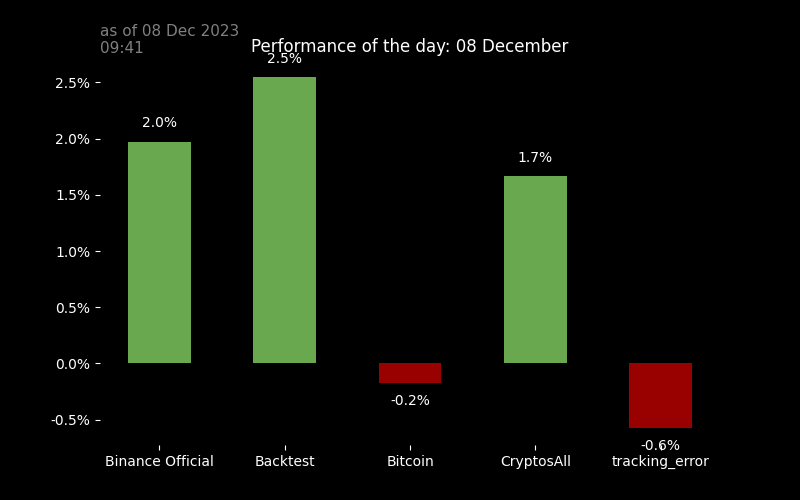 as of 08 Dec 2023
09:41
Performance of the day: 08 December
2.5%
2.5%
2.0%
2.0%
1.7%
1.5%
1.0%
0.5%
0.0%
-0.2%
-0.5%
-0.6%
Binance Official
Backtest
Bitcoin
CryptosAll
tracking_error